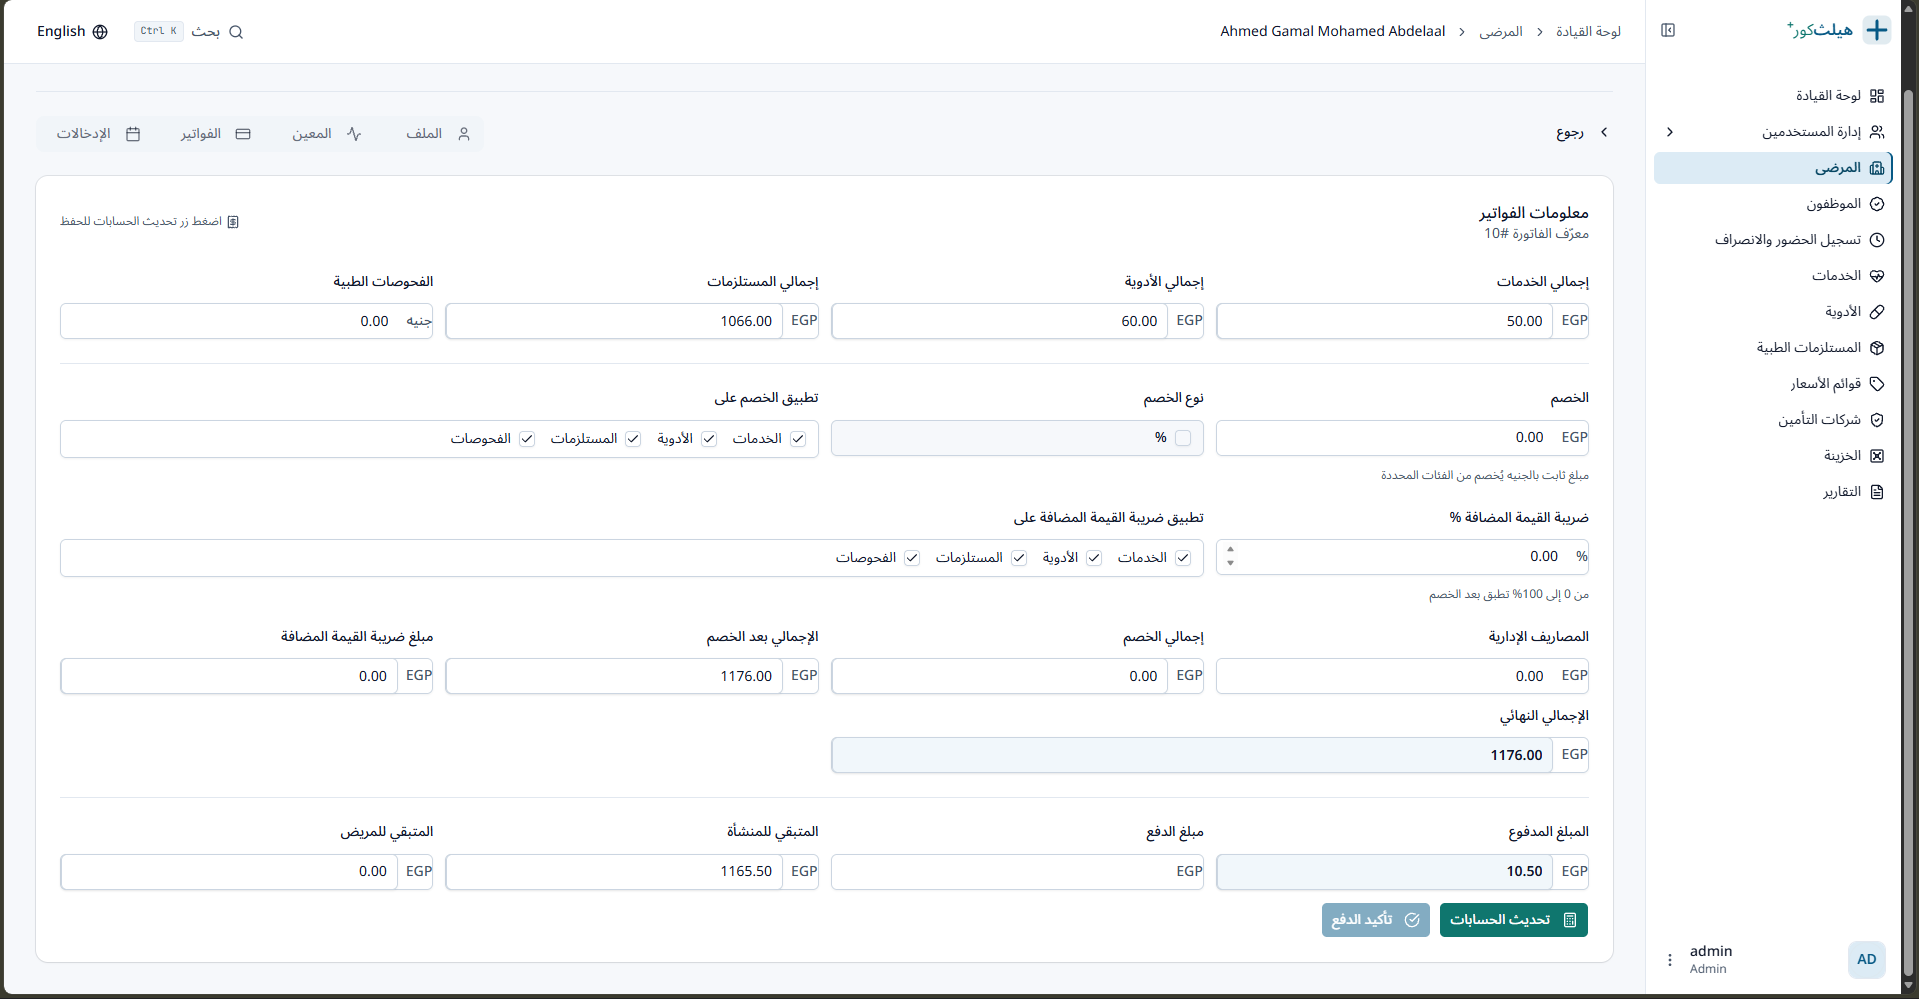 هيلث‌كور+
لوحة القيادة
إدارة المستخدمين
المرضى
الموظفون
تسجيل الحضور والانصراف
الخدمات
الأدوية
المستلزمات الطبية
قوائم الأسعار
شركات التأمين
الخزينة
التقارير
AD
admin
Admin
لوحة القيادة
المرضى
Ahmed Gamal Mohamed Abdelaal
بحث
Ctrl K
English
رجوع
الملف
المعين
الفواتير
الإدخالات
معلومات الفواتير
معرّف الفاتورة #10
اضغط زر تحديث الحسابات للحفظ
إجمالي الخدمات
EGP 50.00
إجمالي الأدوية
EGP 60.00
إجمالي المستلزمات
EGP 1066.00
الفحوصات الطبية
جنيه 0.00
الخصم
EGP 0.00
مبلغ ثابت بالجنيه يُخصم من الفئات المحددة
نوع الخصم
%
تطبيق الخصم على
الخدمات الأدوية المستلزمات الفحوصات
ضريبة القيمة المضافة %
% 0.00
من 0 إلى 100% تطبق بعد الخصم
تطبيق ضريبة القيمة المضافة على
الخدمات الأدوية المستلزمات الفحوصات
المصاريف الإدارية
EGP 0.00
إجمالي الخصم
EGP 0.00
الإجمالي بعد الخصم
EGP 1176.00
مبلغ ضريبة القيمة المضافة
EGP 0.00
الإجمالي النهائي
EGP 1176.00
المبلغ المدفوع
EGP 10.50
مبلغ الدفع
EGP
المتبقي للمنشأة
EGP 1165.50
المتبقي للمريض
EGP 0.00
تحديث الحسابات
تأكيد الدفع